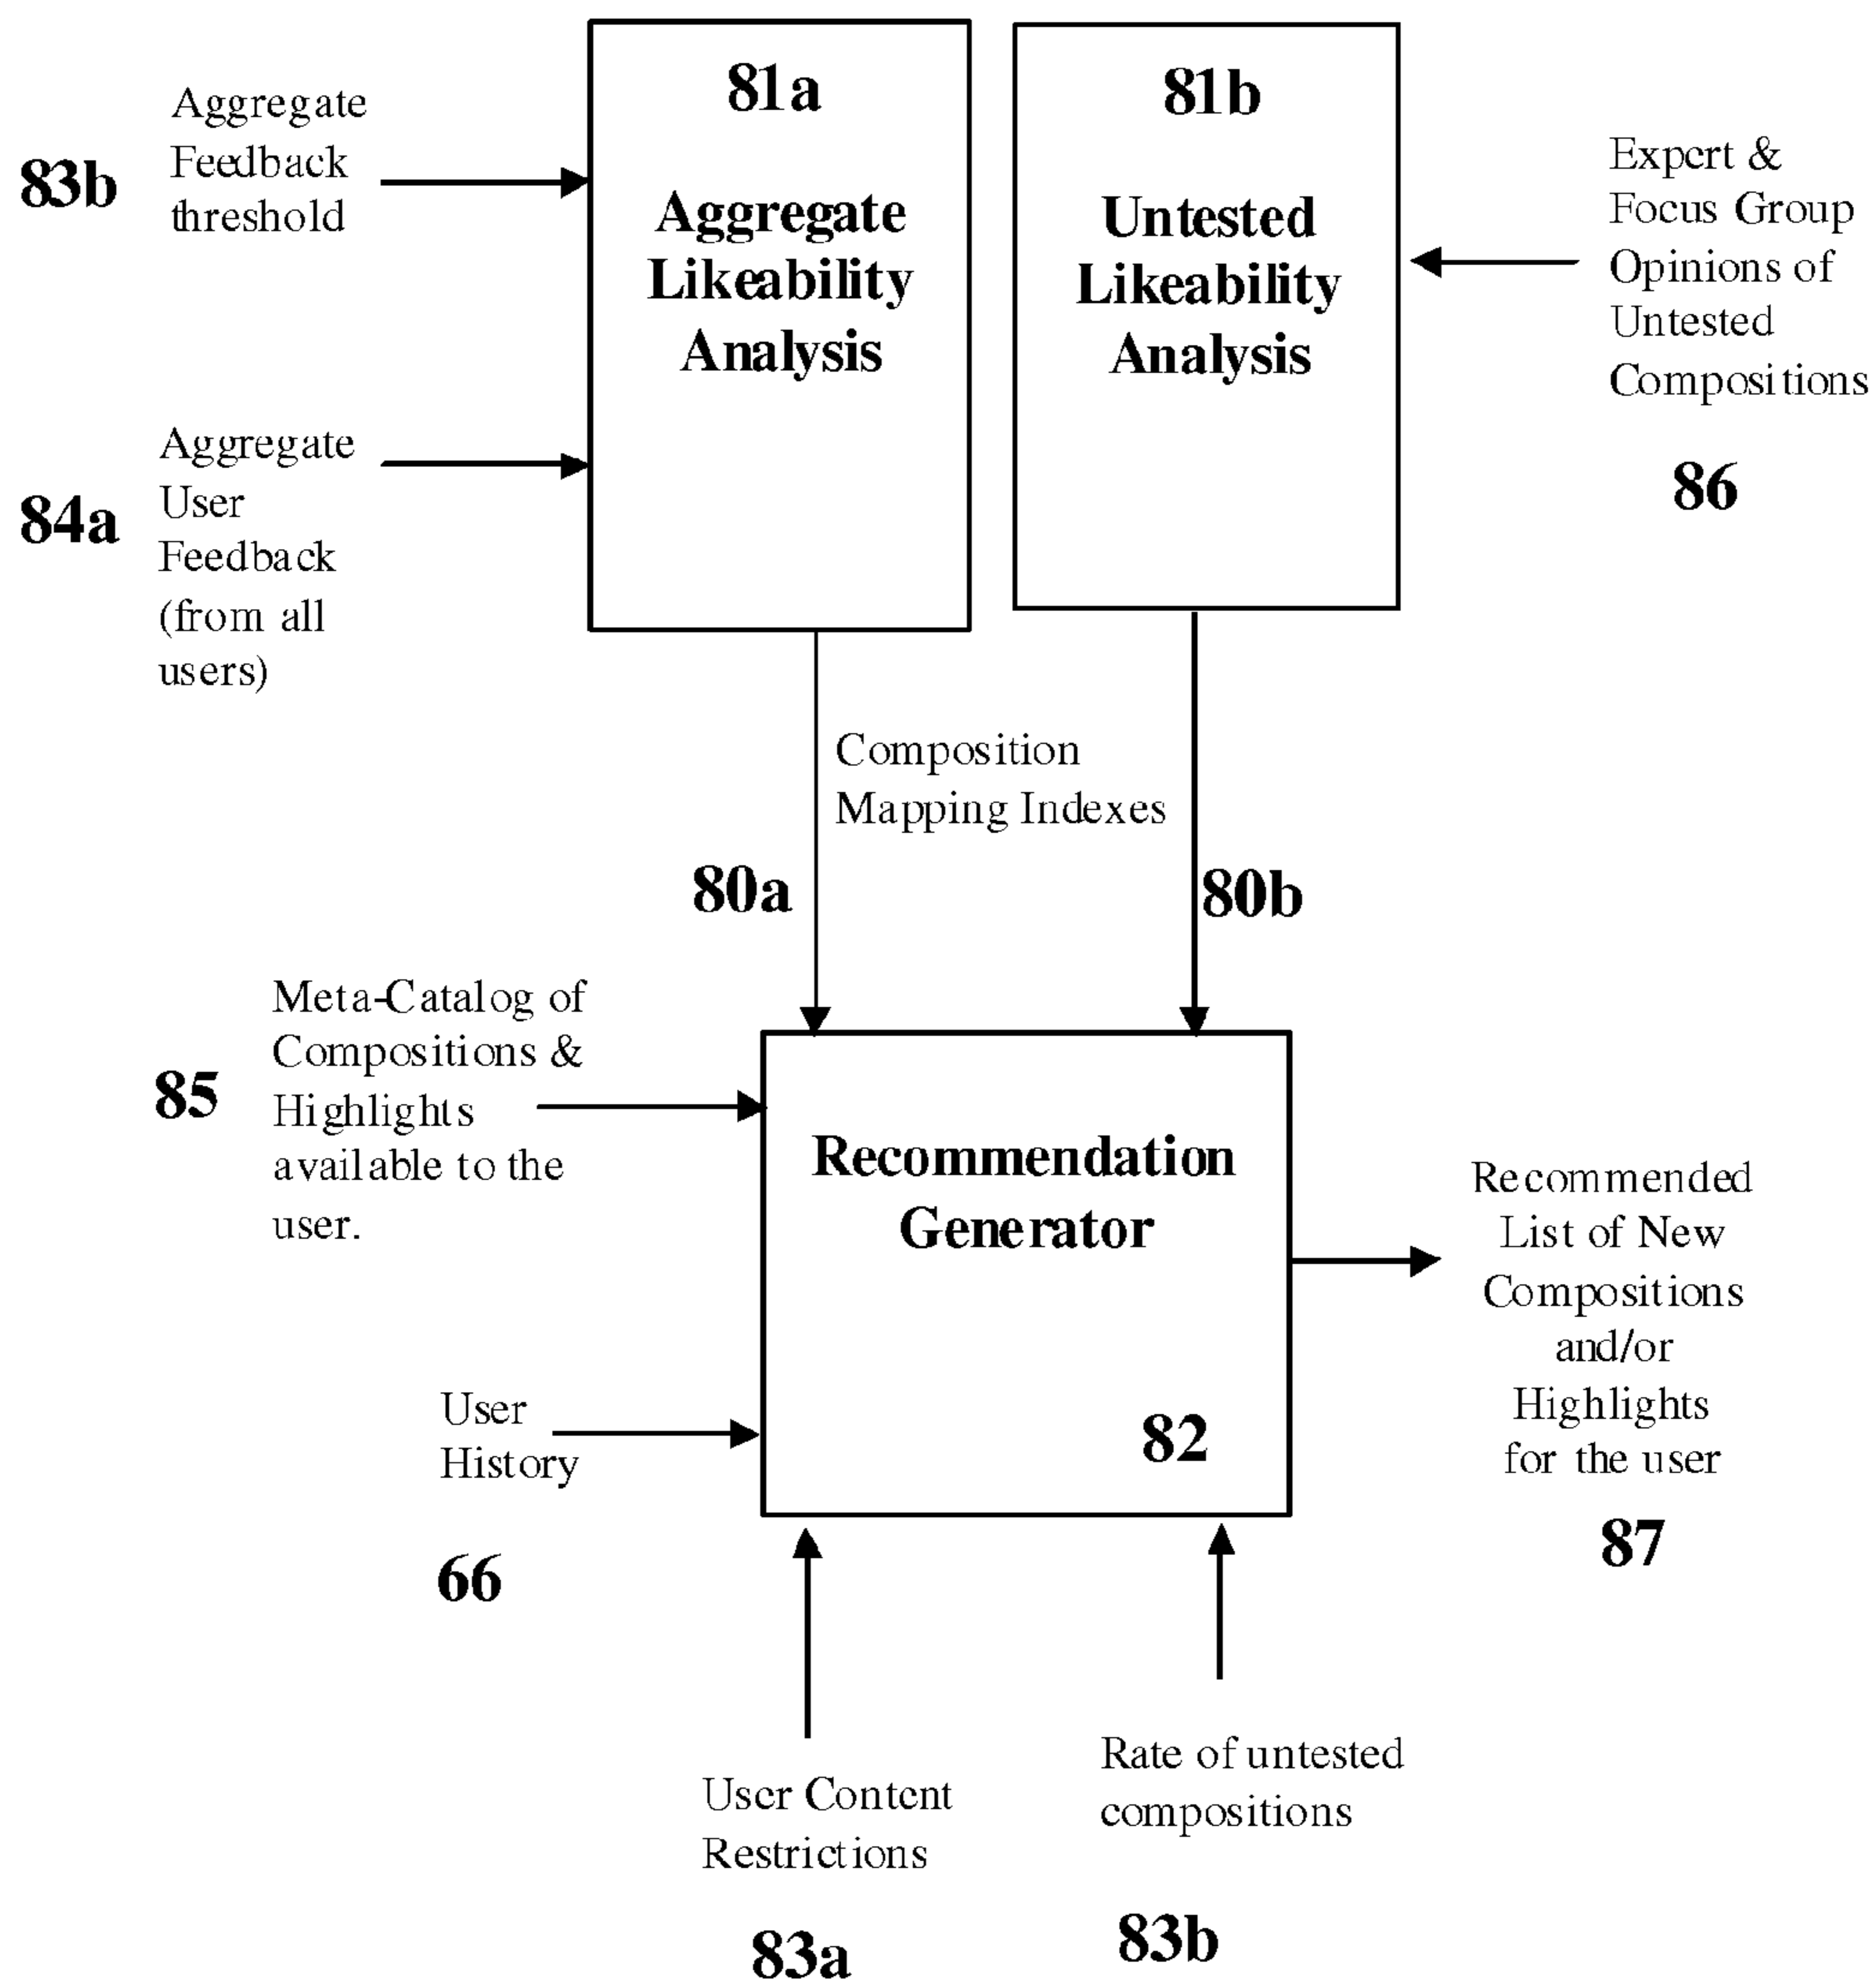 81a
Aggregate
Likeability
Analysis
81b
Untested
Likeability
Analysis
83b
Aggregate
Feedback
threshold
84a
Aggregate
User
Feedback
(from all
users)
Expert &
Focus Group
Opinions of
Untested
Compositions
86
Composition
Mapping Indexes
80a
80b
85
Meta-Catalog of
Compositions &
Highlights
available to the
user.
Recommendation
Generator
82
User
History
66
Recommended
List of New
Compositions
and/or
Highlights
for the user
87
User Content
Restrictions
83a
Rate of untested
compositions
83b